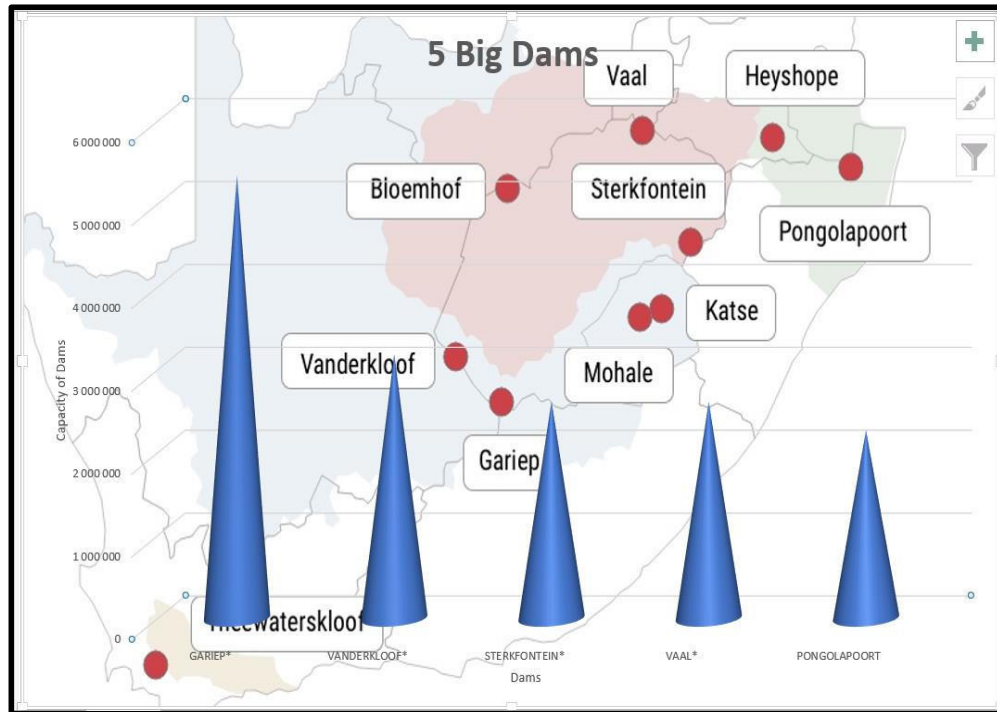 5 Big Dams
Vaal
Heyshope
6 000 000
Bloemhof
Sterkfontein
5 000 000
Pongolapoort
4 000 000
Katse
Vanderkloof
Mohale
3 000 000
Capacity of Dams
Gariep
2 000 000
1 000 000
Theewaterskloof
0
GARIEP*
VANDERKLOOF*
STERKFONTEIN*
VAAL*
PONGOLAPOORT
Dams